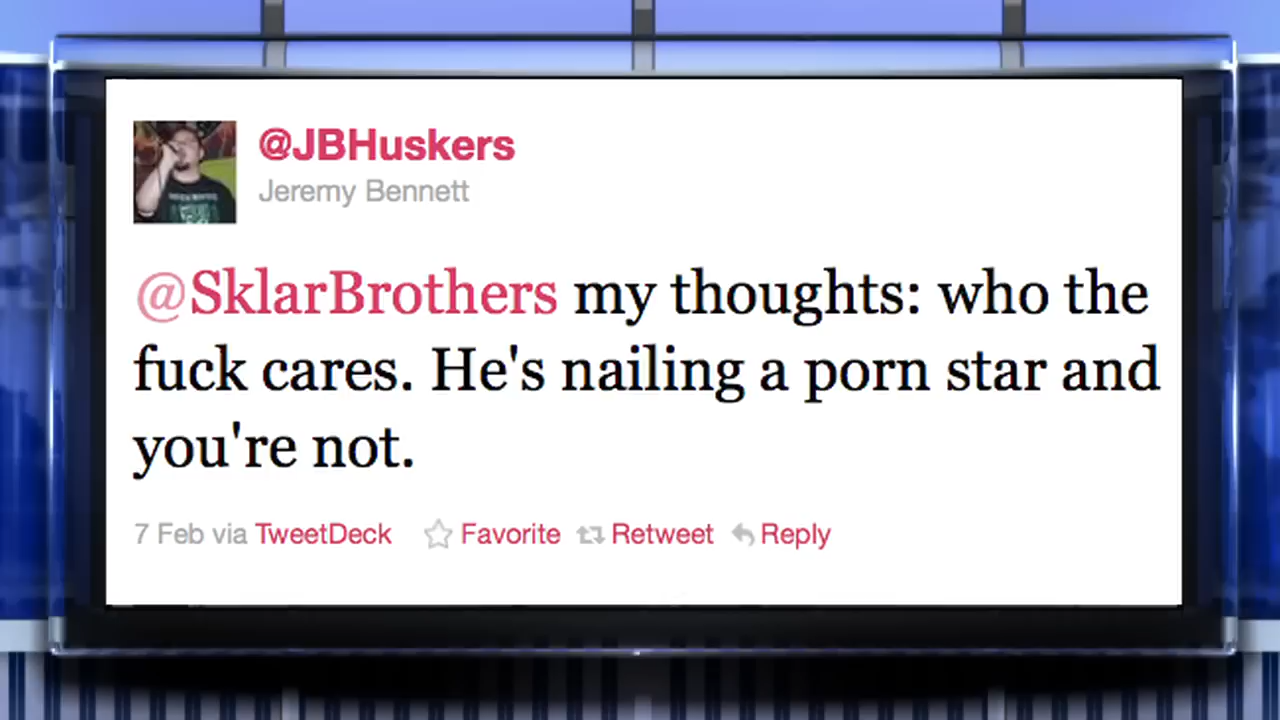 @JBHuskers
Jeremy Bennett
@SklarBrothers my thoughts: who the
fuck cares. He's nailing a porn star and
you're not.
7 Feb via TweetDeck Favorite Retweet Reply